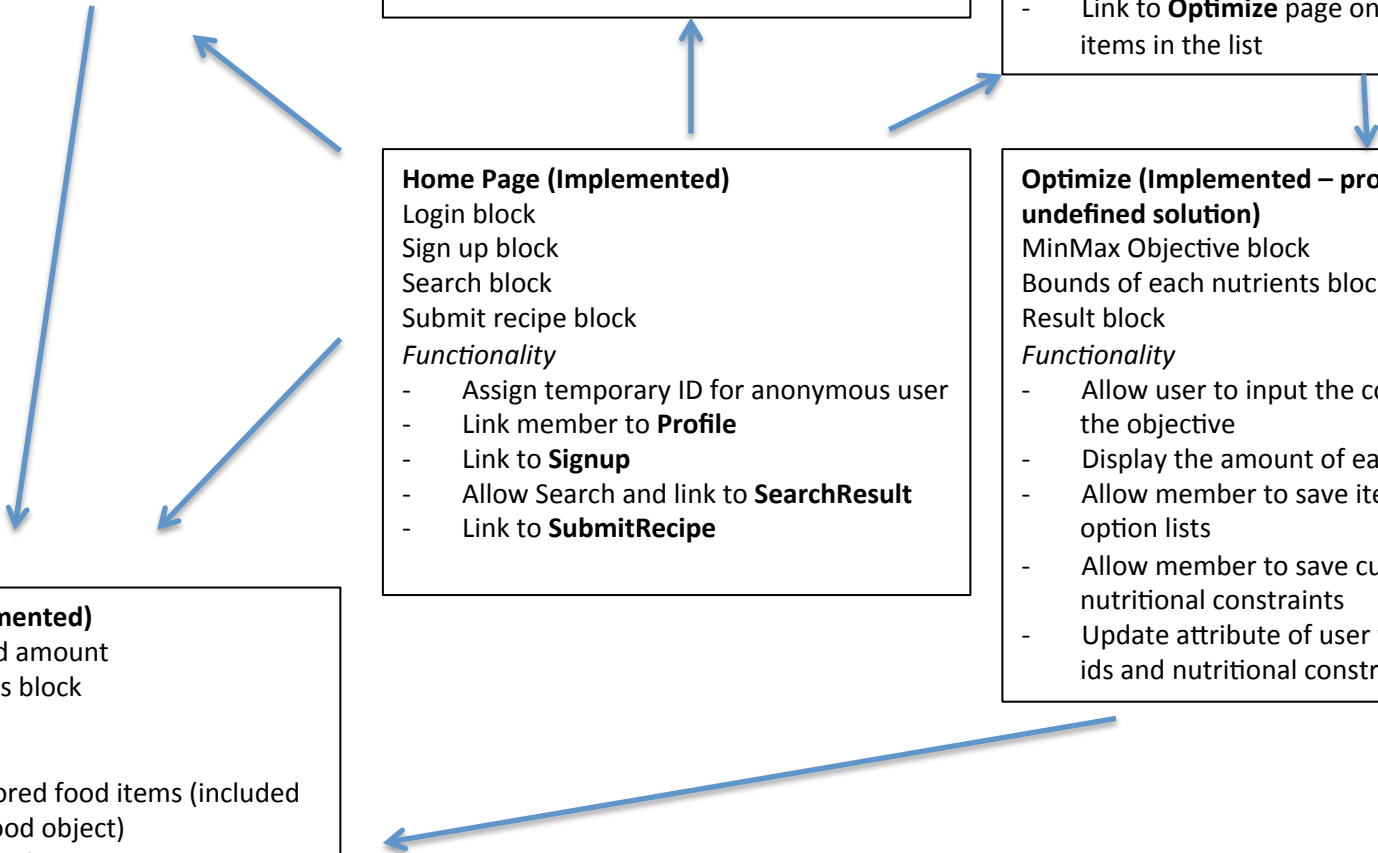 - Link to Optimize page on
items in the list
Home Page (Implemented)
Login block
Sign up block
Search block
Submit recipe block
Functionality
- Assign temporary ID for anonymous user
- Link member to Profile
- Link to Signup
- Allow Search and link to SearchResult
- Link to SubmitRecipe
Optimize (Implemented – pro
undefined solution)
MinMax Objective block
Bounds of each nutrients bloc
Result block
Functionality
- Allow user to input the co
the objective
- Display the amount of ea
- Allow member to save ite
option lists
- Allow member to save cu
nutritional constraints
- Update attribute of user
ids and nutritional constr
mented)
d amount
s block
ored food items (included
ood object)